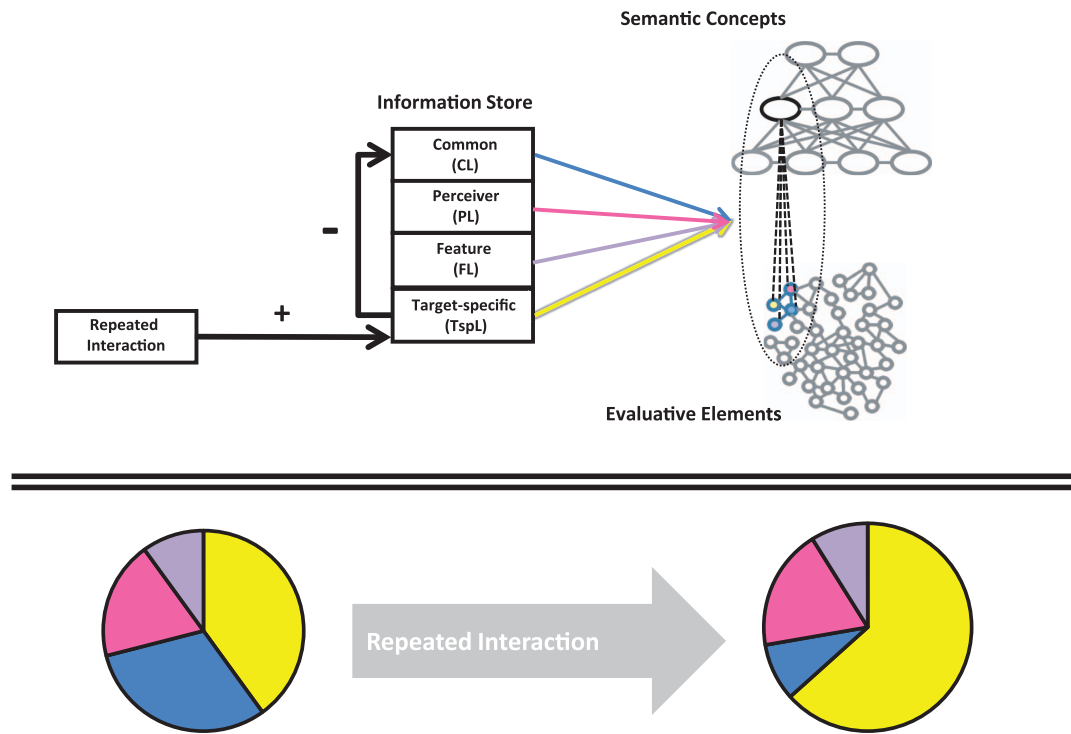 Semantic Concepts
Information Store
Common
(CL)
Perceiver
(PL)
-
Feature
(FL)
+
Target-specific
(TspL)
Repeated
Interaction
Evaluative Elements
Repeated Interaction